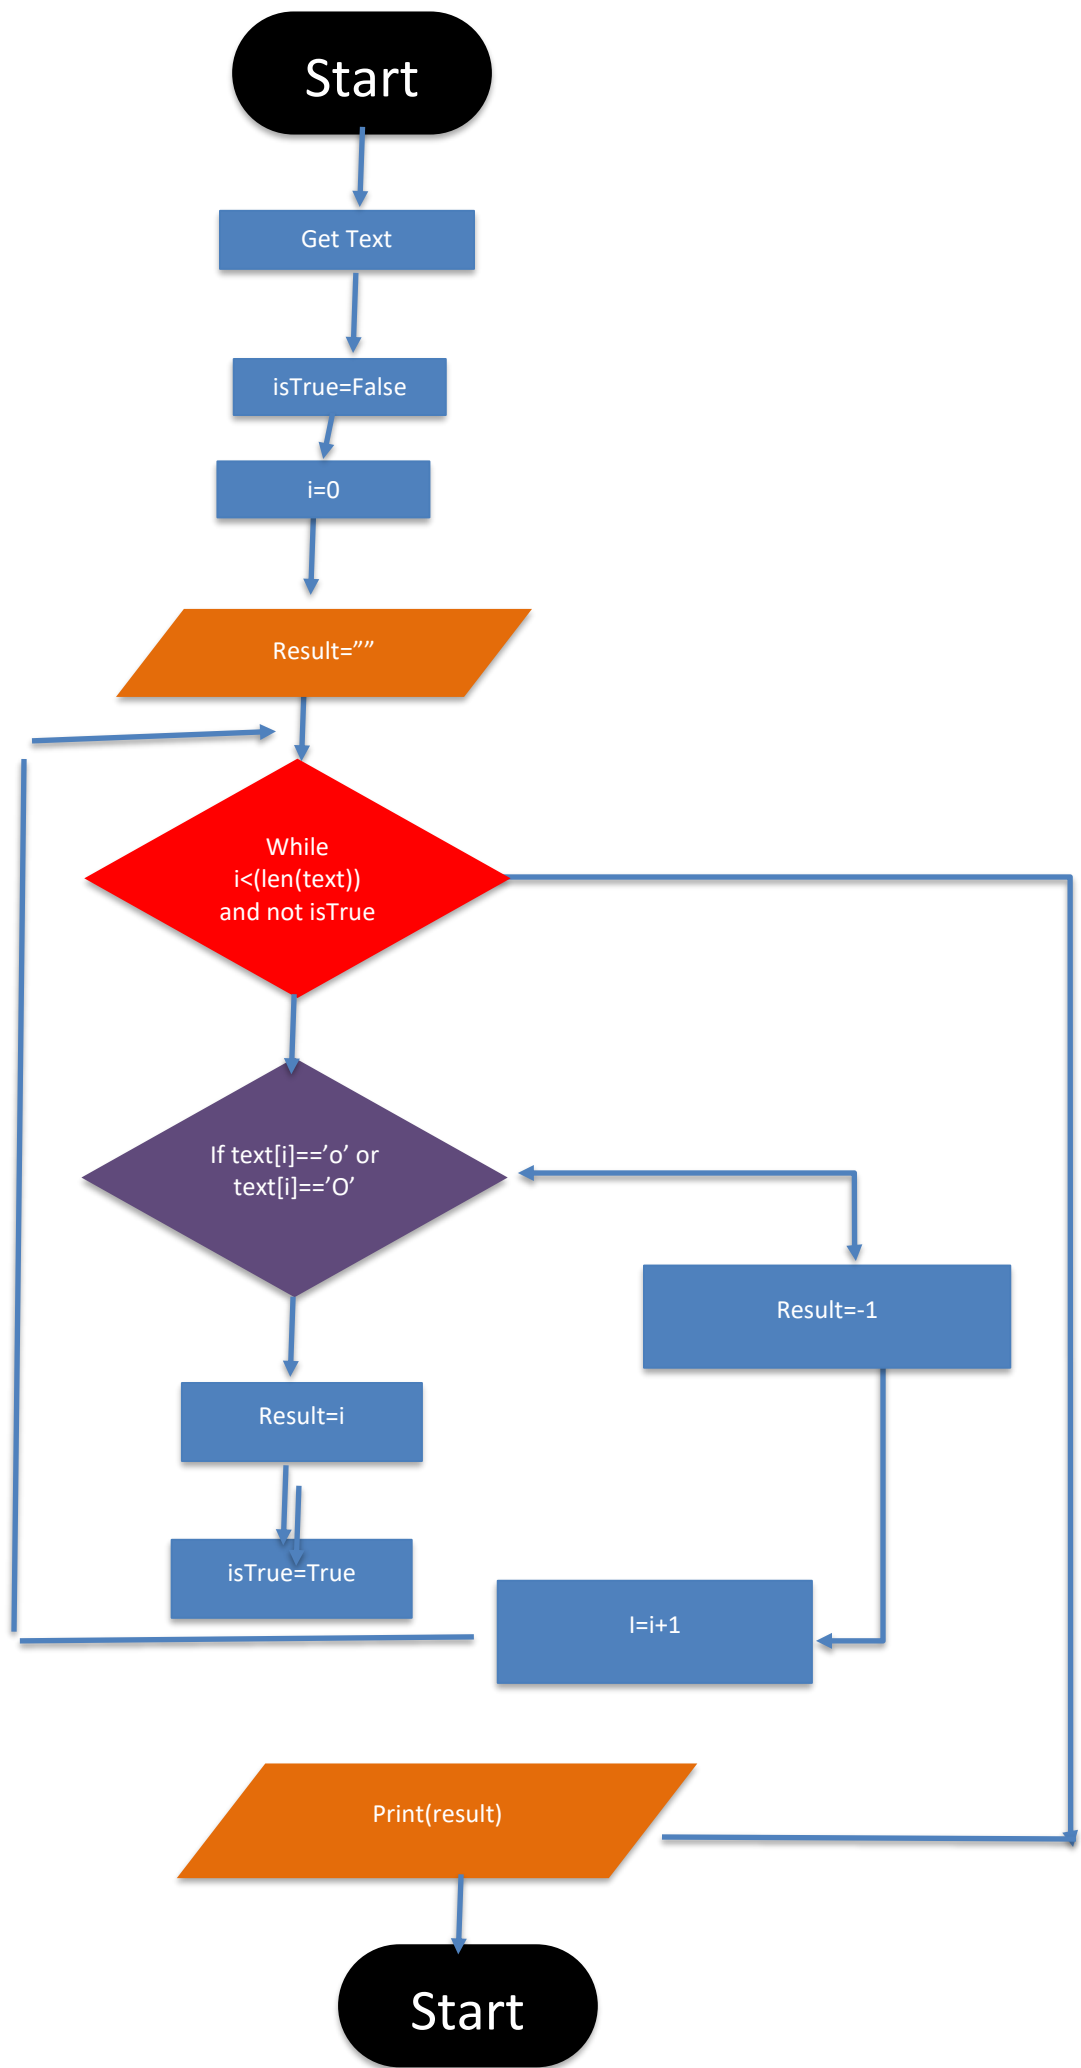 Start
Get Text
isTrue=False
i=0
Result=””
While
i<(len(text))
and not isTrue
If text[i]==’o’ or
text[i]==’O’
Result=-1
Result=i
isTrue=True
I=i+1
Print(result)
Start